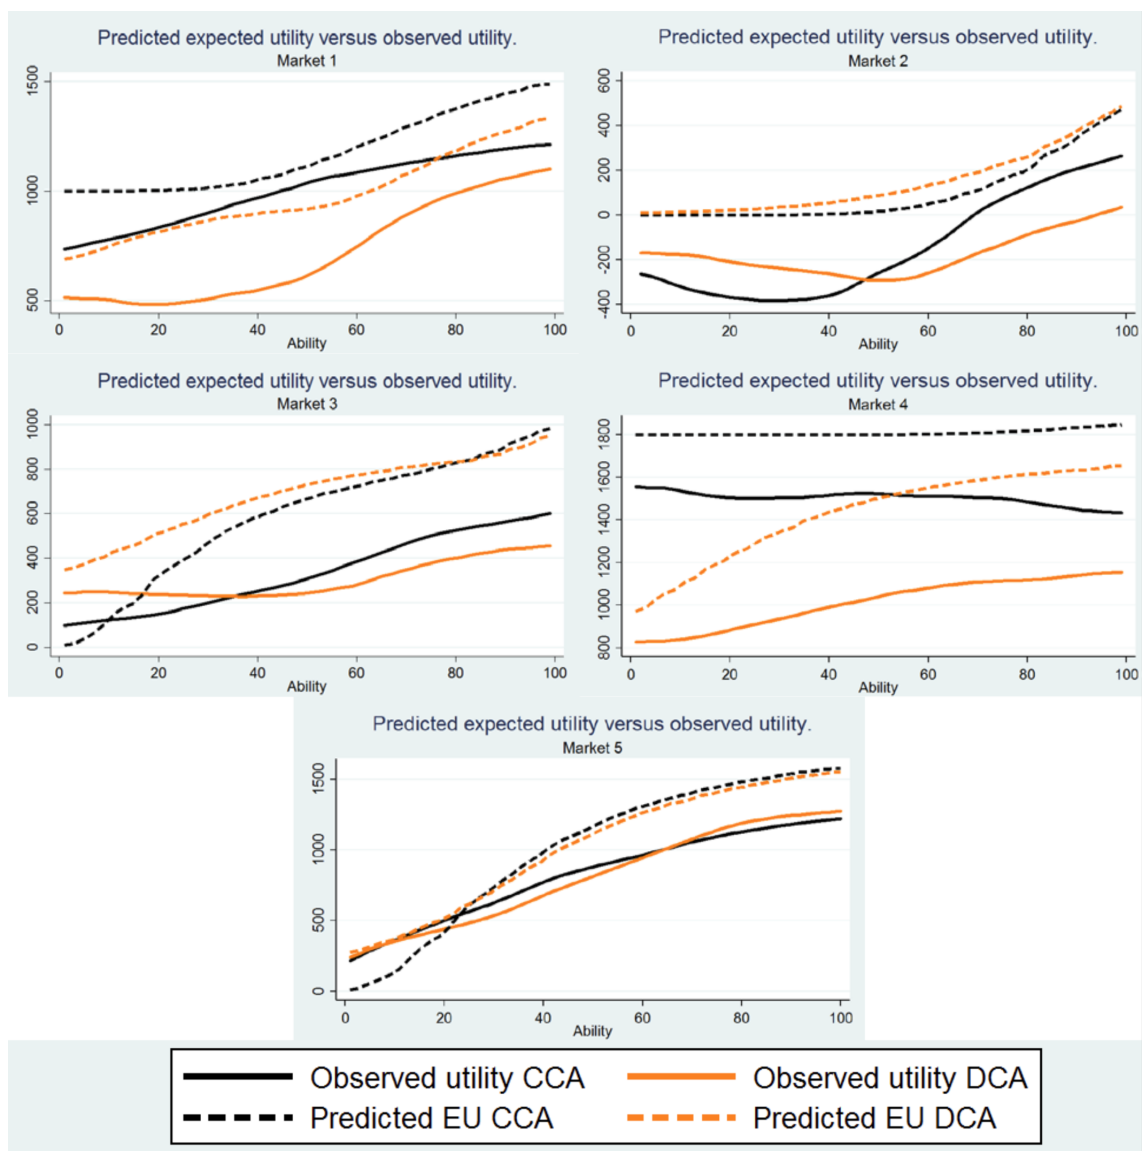 Predicted expected utility versus observed utility.
Market 1
1500
1000
500
0 20 40 60 80 100
Ability
Predicted expected utility versus observed utility.
Market 2
600
400
200
0
-200
-400
0 20 40 60 80 100
Ability
Predicted expected utility versus observed utility.
Market 3
1000
800
600
400
200
0
0 20 40 60 80 100
Ability
Predicted expected utility versus observed utility.
Market 4
1800
1600
1400
1200
1000
800
0 20 40 60 80 100
Ability
Predicted expected utility versus observed utility.
Market 5
1500
1000
500
0
0 20 40 60 80 100
Ability
Observed utility CCA
Observed utility DCA
Predicted EU CCA
Predicted EU DCA